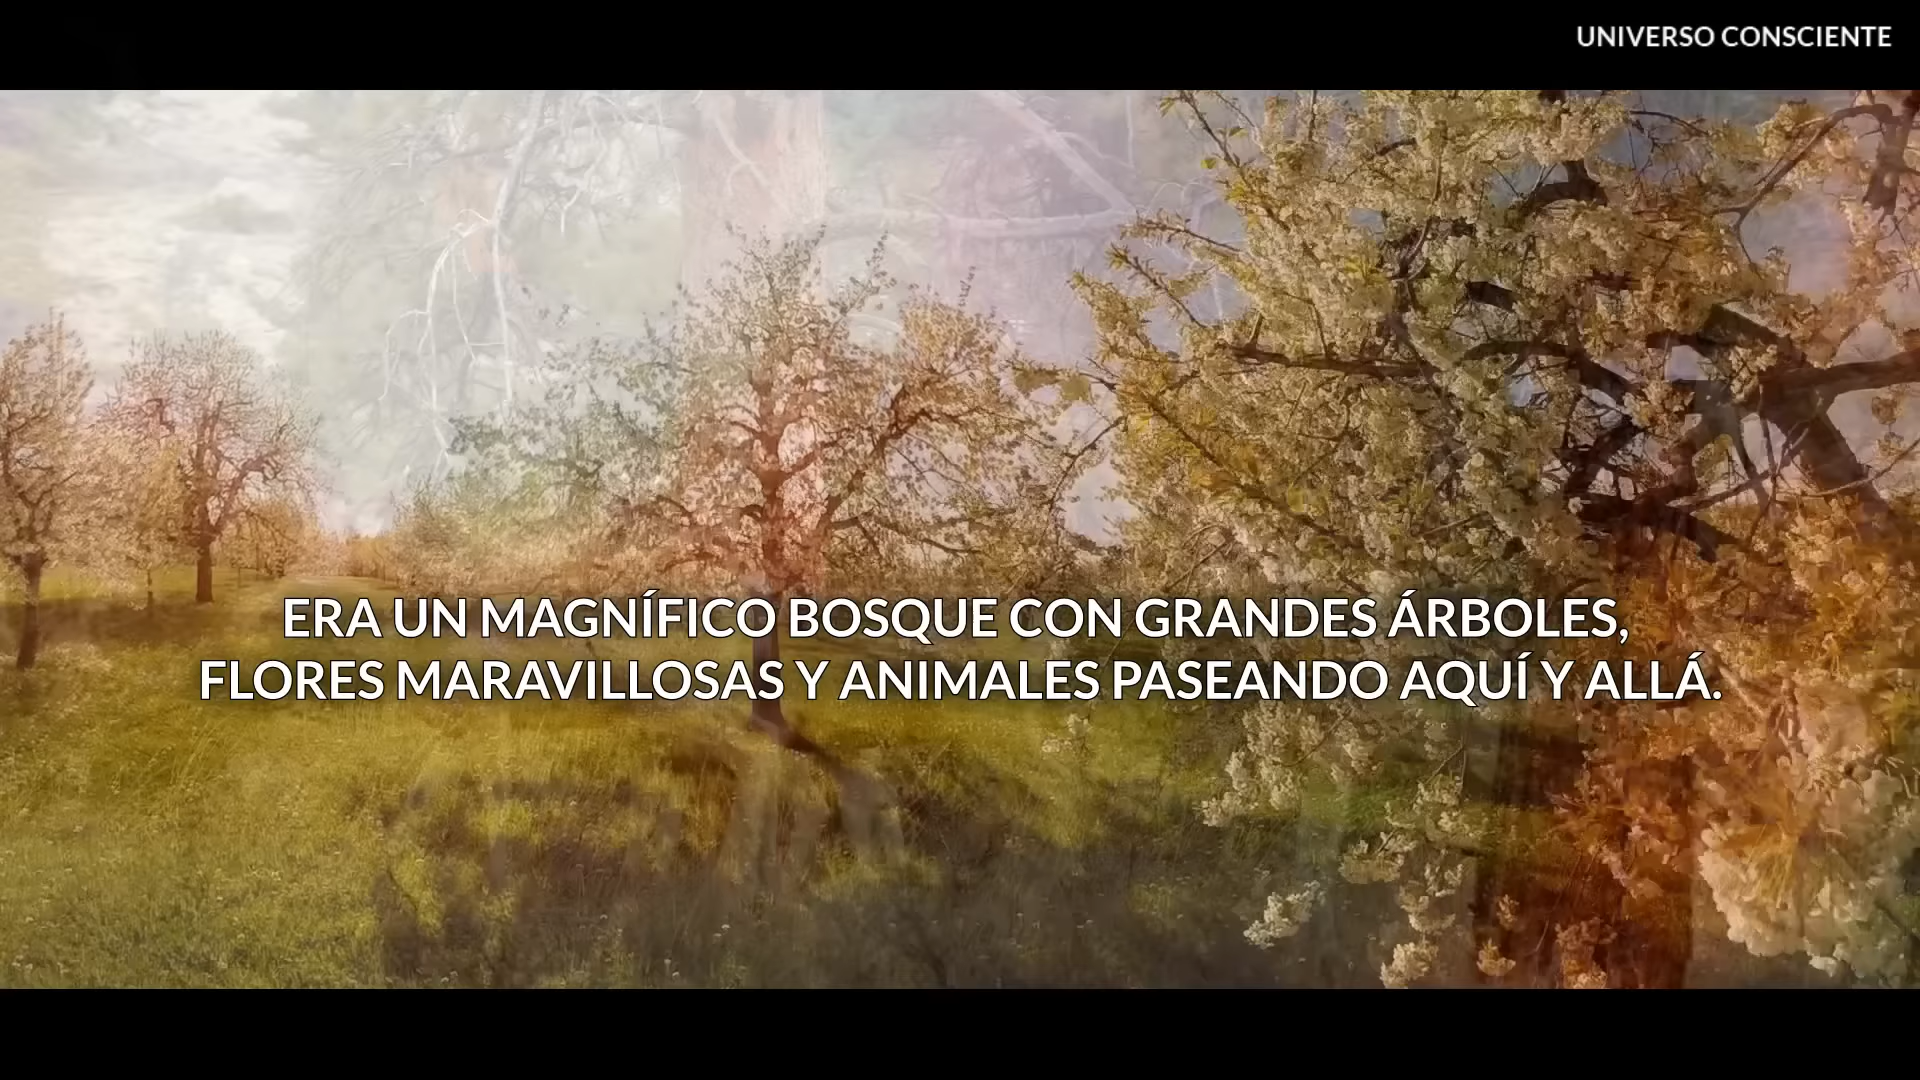 UNIVERSO CONSCIENTE
ERA UN MAGNÍFICO BOSQUE CON GRANDES ÁRBOLES,
FLORES MARAVILLOSAS Y ANIMALES PASEANDO AQUÍ Y ALLÁ.